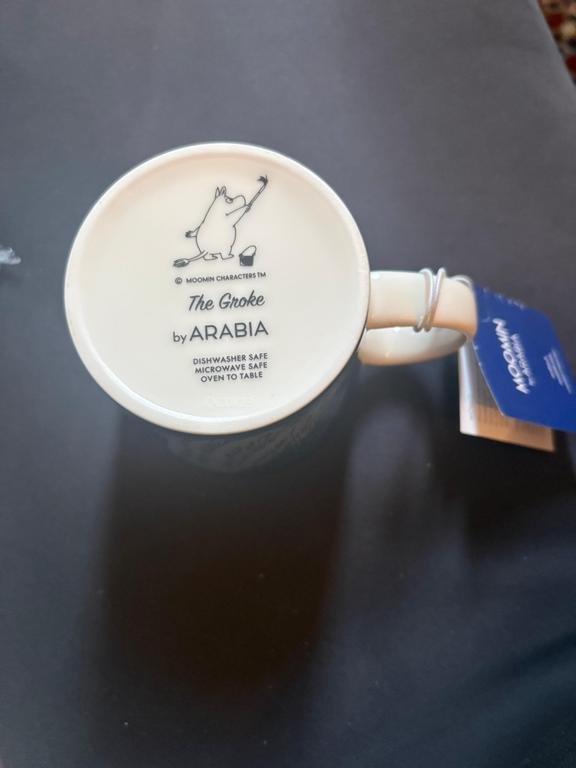 © MOOMIN CHARACTERS™
The Groke
by ARABIA
DISHWASHER SAFE
MICROWAVE SAFE
OVEN TO TABLE
MOOMIN